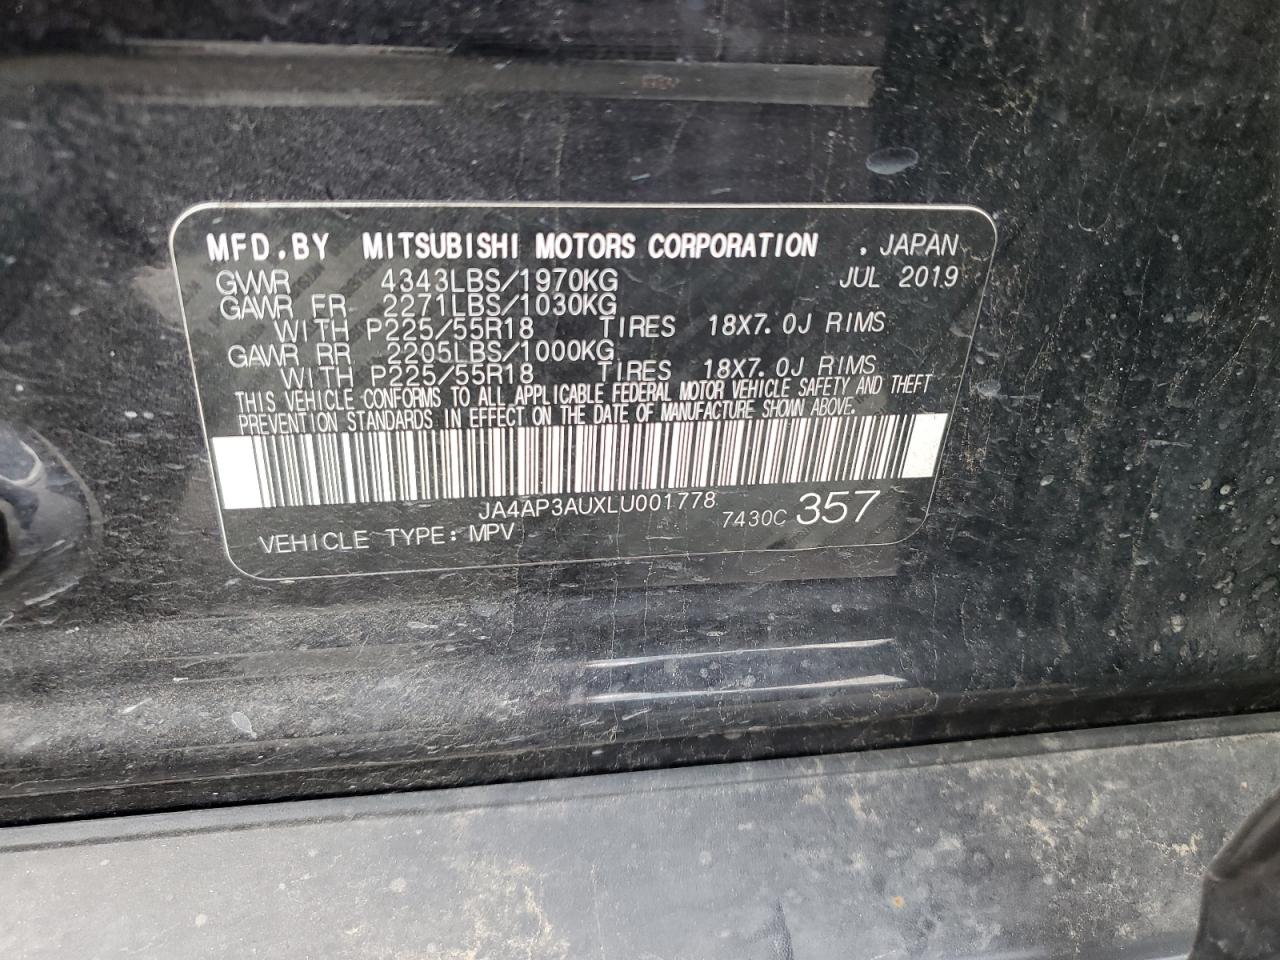 MFD.BY MITSUBISHI MOTORS CORPORATION . JAPAN
GVWR 4343LBS/1970KG JUL 2019
GAWR FR 2271LBS/1030KG
WITH P225/55R18 TIRES 18X7.0J RIMS
GAWR RR 2205LBS/1000KG
WITH P225/55R18 TIRES 18X7.0J RIMS
THIS VEHICLE CONFORMS TO ALL APPLICABLE FEDERAL MOTOR VEHICLE SAFETY AND THEFT
PREVENTION STANDARDS IN EFFECT ON THE DATE OF MANUFACTURE SHOWN ABOVE.
JA4AP3AUXLU001778
7430C 357
VEHICLE TYPE: MPV